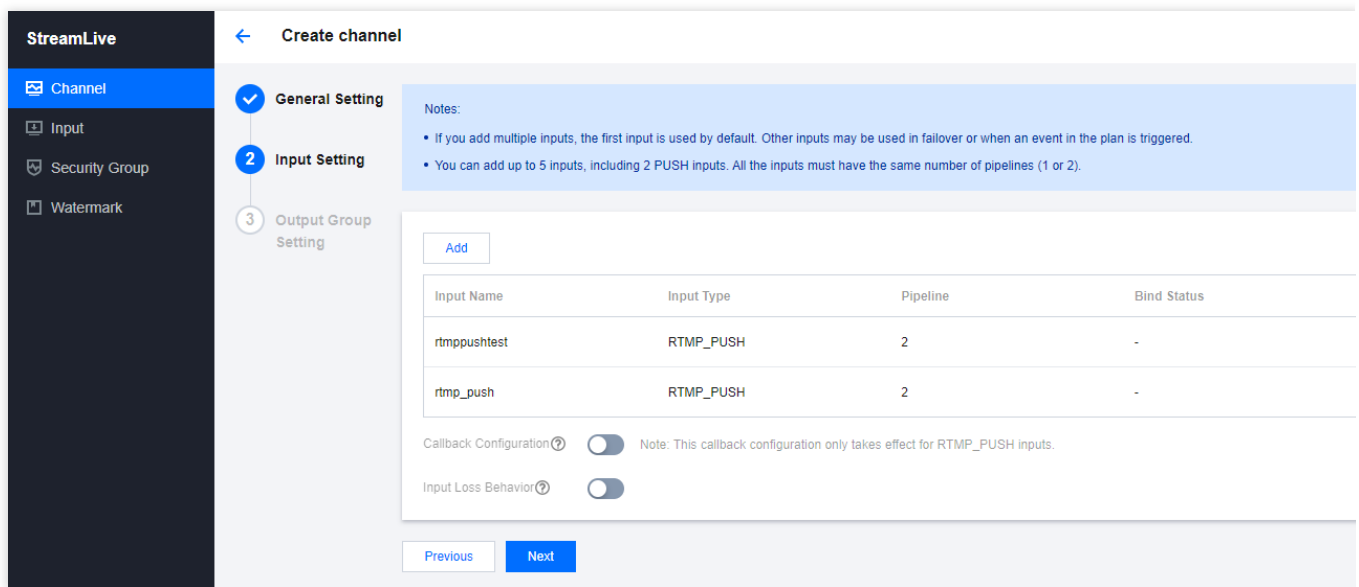 StreamLive
Channel
Input
Security Group
Watermark
Create channel
General Setting
2 Input Setting
3 Output Group
Setting
Notes:
• If you add multiple inputs, the first input is used by default. Other inputs may be used in failover or when an event in the plan is triggered.
• You can add up to 5 inputs, including 2 PUSH inputs. All the inputs must have the same number of pipelines (1 or 2).
Add
Input Name Input Type Pipeline Bind Status
rtmppushtest RTMP_PUSH 2 -
rtmp_push RTMP_PUSH 2 -
Callback Configuration ? Note: This callback configuration only takes effect for RTMP_PUSH inputs.
Input Loss Behavior ?
Previous Next